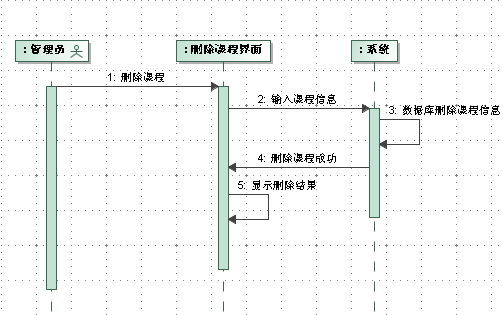 : 管理员
: 删除课程界面
: 系统
1: 删除课程
2: 输入课程信息
3: 数据库删除课程信息
4: 删除课程成功
5: 显示删除结果